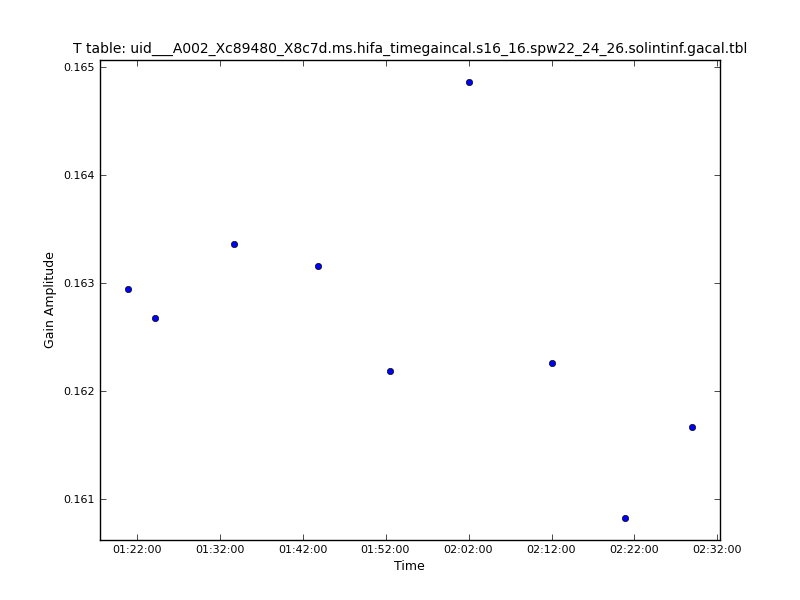 T table: uid___A002_Xc89480_X8c7d.ms.hifa_timegaincal.s16_16.spw22_24_26.solintinf.gacal.tbl
0.165
0.164
0.163
0.162
0.161
Gain Amplitude
01:22:00 01:32:00 01:42:00 01:52:00 02:02:00 02:12:00 02:22:00 02:32:00
Time